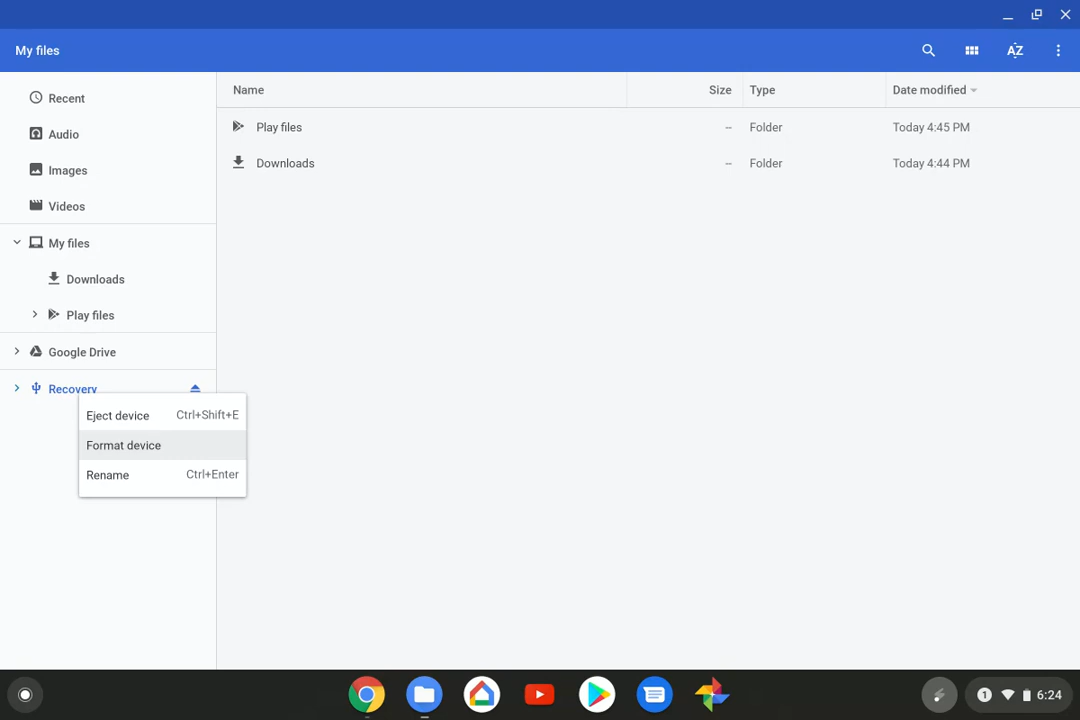 My files
AZ
Recent
Audio
Images
Videos
My files
Downloads
Play files
Google Drive
Recovery
Eject device Ctrl+Shift+E
Format device
Rename Ctrl+Enter
Name Size Type Date modified
Play files -- Folder Today 4:45 PM
Downloads -- Folder Today 4:44 PM
1 6:24